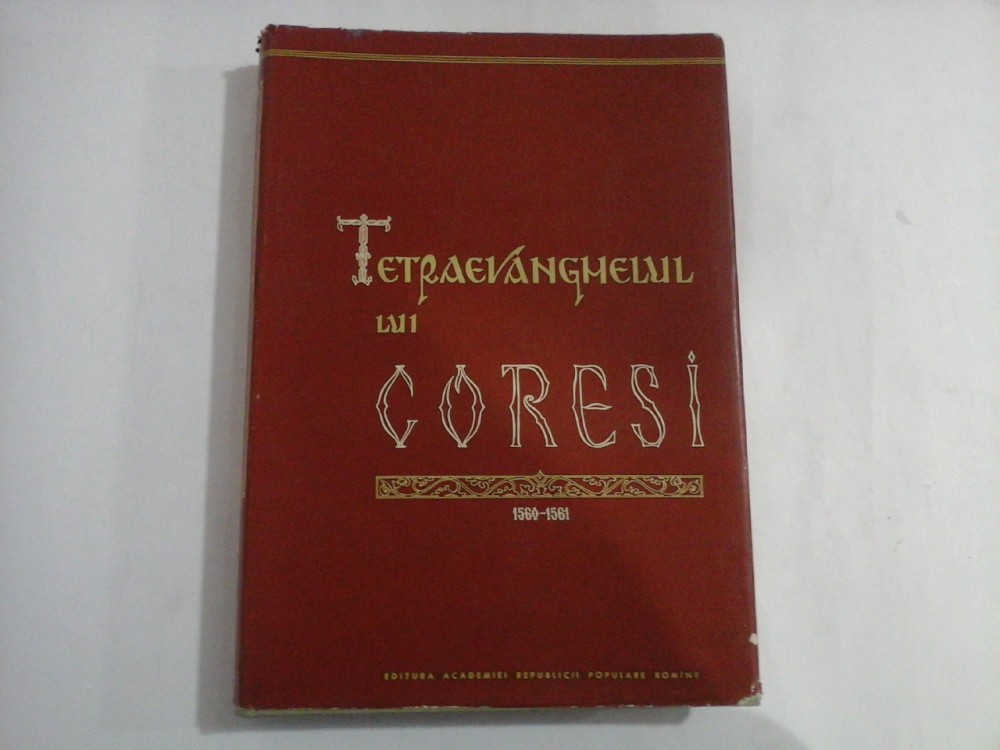 Tetraevanghelul
lui
CORESI
1560-1561
EDITURA ACADEMIEI REPUBLICII POPULARE ROMÎNE